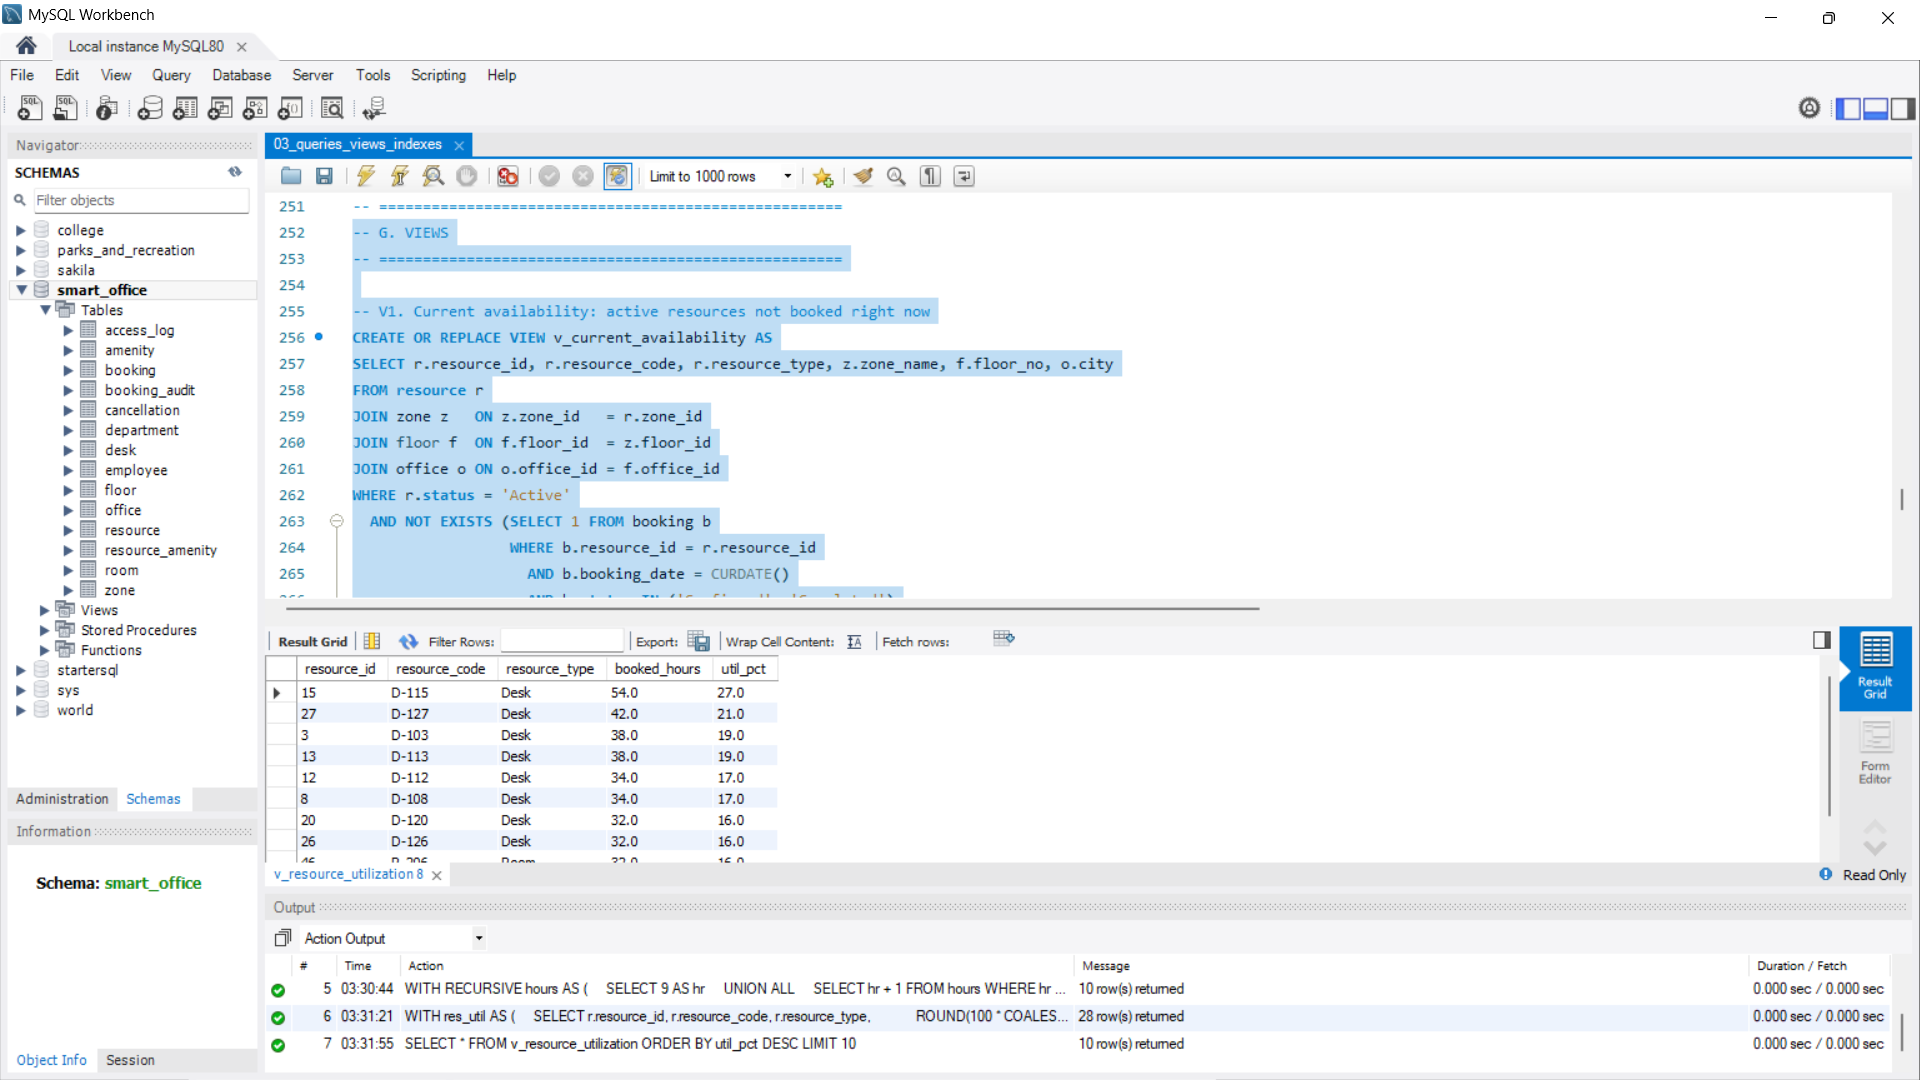 MySQL Workbench
Local instance MySQL80
File Edit View Query Database Server Tools Scripting Help
Navigator
SCHEMAS
Filter objects
college
parks_and_recreation
sakila
smart_office
Tables
access_log
amenity
booking
booking_audit
cancellation
department
desk
employee
floor
office
resource
resource_amenity
room
zone
Views
Stored Procedures
Functions
startersql
sys
world
Administration Schemas
Information
Schema: smart_office
Object Info Session
03_queries_views_indexes
Limit to 1000 rows
251 -- =====================================================
252 -- G. VIEWS
253 -- =====================================================
254
255 -- V1. Current availability: active resources not booked right now
256 CREATE OR REPLACE VIEW v_current_availability AS
257 SELECT r.resource_id, r.resource_code, r.resource_type, z.zone_name, f.floor_no, o.city
258 FROM resource r
259 JOIN zone z ON z.zone_id = r.zone_id
260 JOIN floor f ON f.floor_id = z.floor_id
261 JOIN office o ON o.office_id = f.office_id
262 WHERE r.status = 'Active'
263 AND NOT EXISTS (SELECT 1 FROM booking b
264 WHERE b.resource_id = r.resource_id
265 AND b.booking_date = CURDATE()
Result Grid Filter Rows: Export: Wrap Cell Content: Fetch rows:
resource_id resource_code resource_type booked_hours util_pct
15 D-115 Desk 54.0 27.0
27 D-127 Desk 42.0 21.0
3 D-103 Desk 38.0 19.0
13 D-113 Desk 38.0 19.0
12 D-112 Desk 34.0 17.0
8 D-108 Desk 34.0 17.0
20 D-120 Desk 32.0 16.0
26 D-126 Desk 32.0 16.0
Result Grid
Form Editor
v_resource_utilization 8
Read Only
Output
Action Output
# Time Action Message Duration / Fetch
5 03:30:44 WITH RECURSIVE hours AS ( SELECT 9 AS hr UNION ALL SELECT hr + 1 FROM hours WHERE hr ... 10 row(s) returned 0.000 sec / 0.000 sec
6 03:31:21 WITH res_util AS ( SELECT r.resource_id, r.resource_code, r.resource_type, ROUND(100 * COALES... 28 row(s) returned 0.000 sec / 0.000 sec
7 03:31:55 SELECT * FROM v_resource_utilization ORDER BY util_pct DESC LIMIT 10 10 row(s) returned 0.000 sec / 0.000 sec